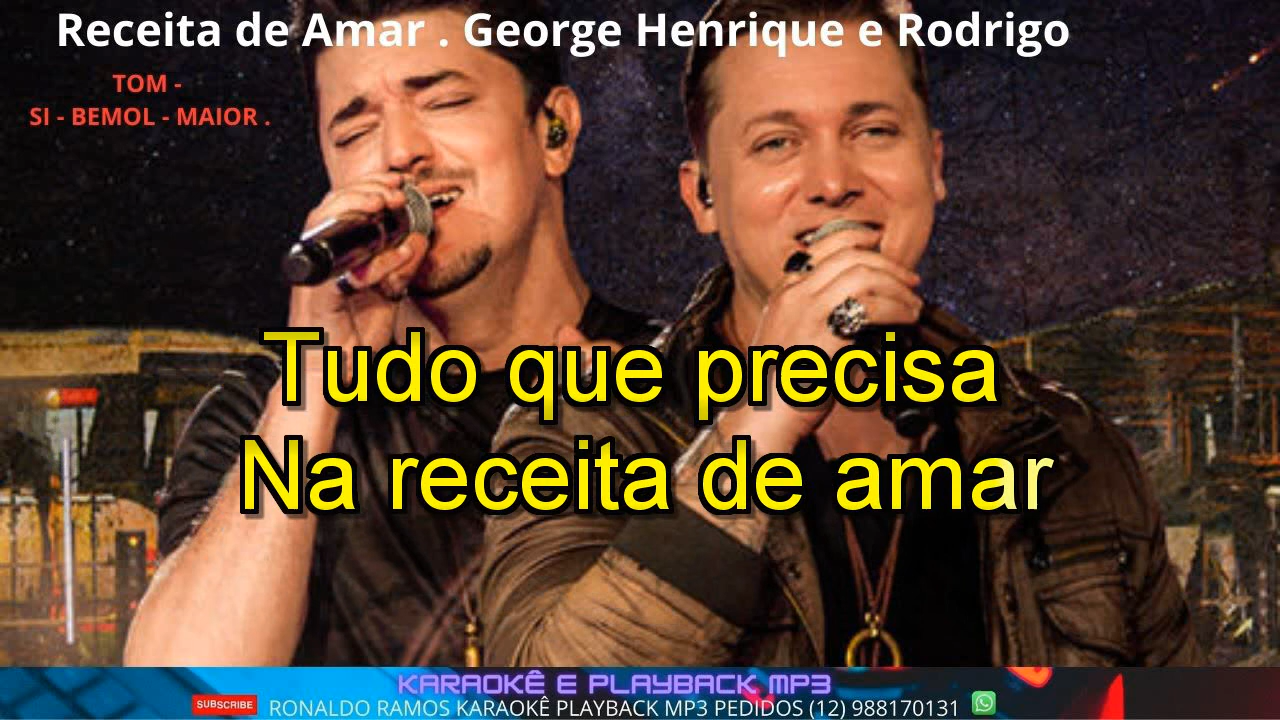 Receita de Amar . George Henrique e Rodrigo
TOM -
SI - BEMOL - MAIOR .
Tudo que precisa
Na receita de amar
KARAOKÊ E PLAYBACK MP3
SUBSCRIBE RONALDO RAMOS KARAOKÊ PLAYBACK MP3 PEDIDOS (12) 988170131